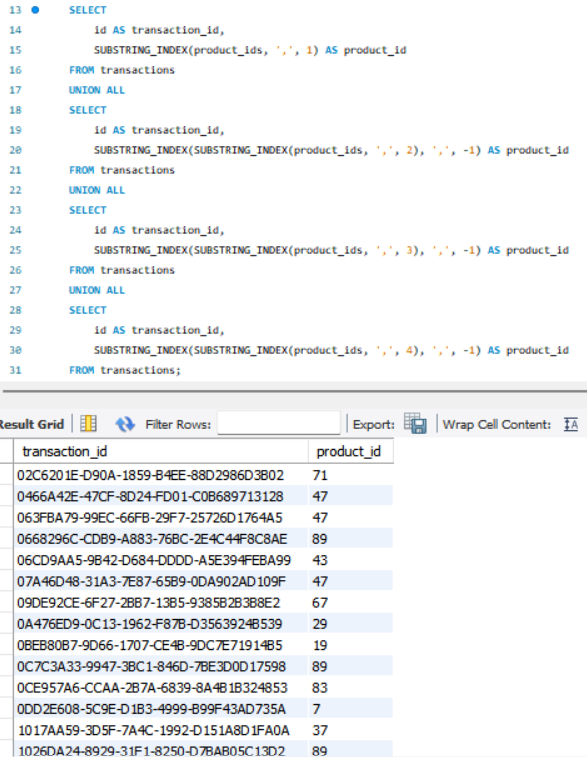 13 SELECT
14 id AS transaction_id,
15 SUBSTRING_INDEX(product_ids, ',', 1) AS product_id
16 FROM transactions
17 UNION ALL
18 SELECT
19 id AS transaction_id,
20 SUBSTRING_INDEX(SUBSTRING_INDEX(product_ids, ',', 2), ',', -1) AS product_id
21 FROM transactions
22 UNION ALL
23 SELECT
24 id AS transaction_id,
25 SUBSTRING_INDEX(SUBSTRING_INDEX(product_ids, ',', 3), ',', -1) AS product_id
26 FROM transactions
27 UNION ALL
28 SELECT
29 id AS transaction_id,
30 SUBSTRING_INDEX(SUBSTRING_INDEX(product_ids, ',', 4), ',', -1) AS product_id
31 FROM transactions;
Result Grid Filter Rows: Export: Wrap Cell Content:
transaction_id product_id
02C6201E-D90A-1859-B4EE-88D2986D3B02 71
0466A42E-47CF-8D24-FD01-C0B689713128 47
063FBA79-99EC-66FB-29F7-25726D1764A5 47
0668296C-CDB9-A883-76BC-2E4C44F8C8AE 89
06CD9AA5-9B42-D684-DDDD-A5E394FEBA99 43
07A46D48-31A3-7E87-65B9-0DA902AD109F 47
09DE92CE-6F27-2BB7-13B5-9385B2B3B8E2 67
0A476ED9-0C13-1962-F87B-D3563924B539 29
0BEB80B7-9D66-1707-CE4B-9DC7E71914B5 19
0C7C3A33-9947-3BC1-846D-7BE3D0D17598 89
0CE957A6-CCAA-2B7A-6839-8A4B1B324853 83
0DD2E608-5C9E-D1B3-4999-B99F43AD735A 7
1017AA59-3D5F-7A4C-1992-D151A8D1FA0A 37
1026DA24-8929-31F1-8250-D7BAB05C13D2 89